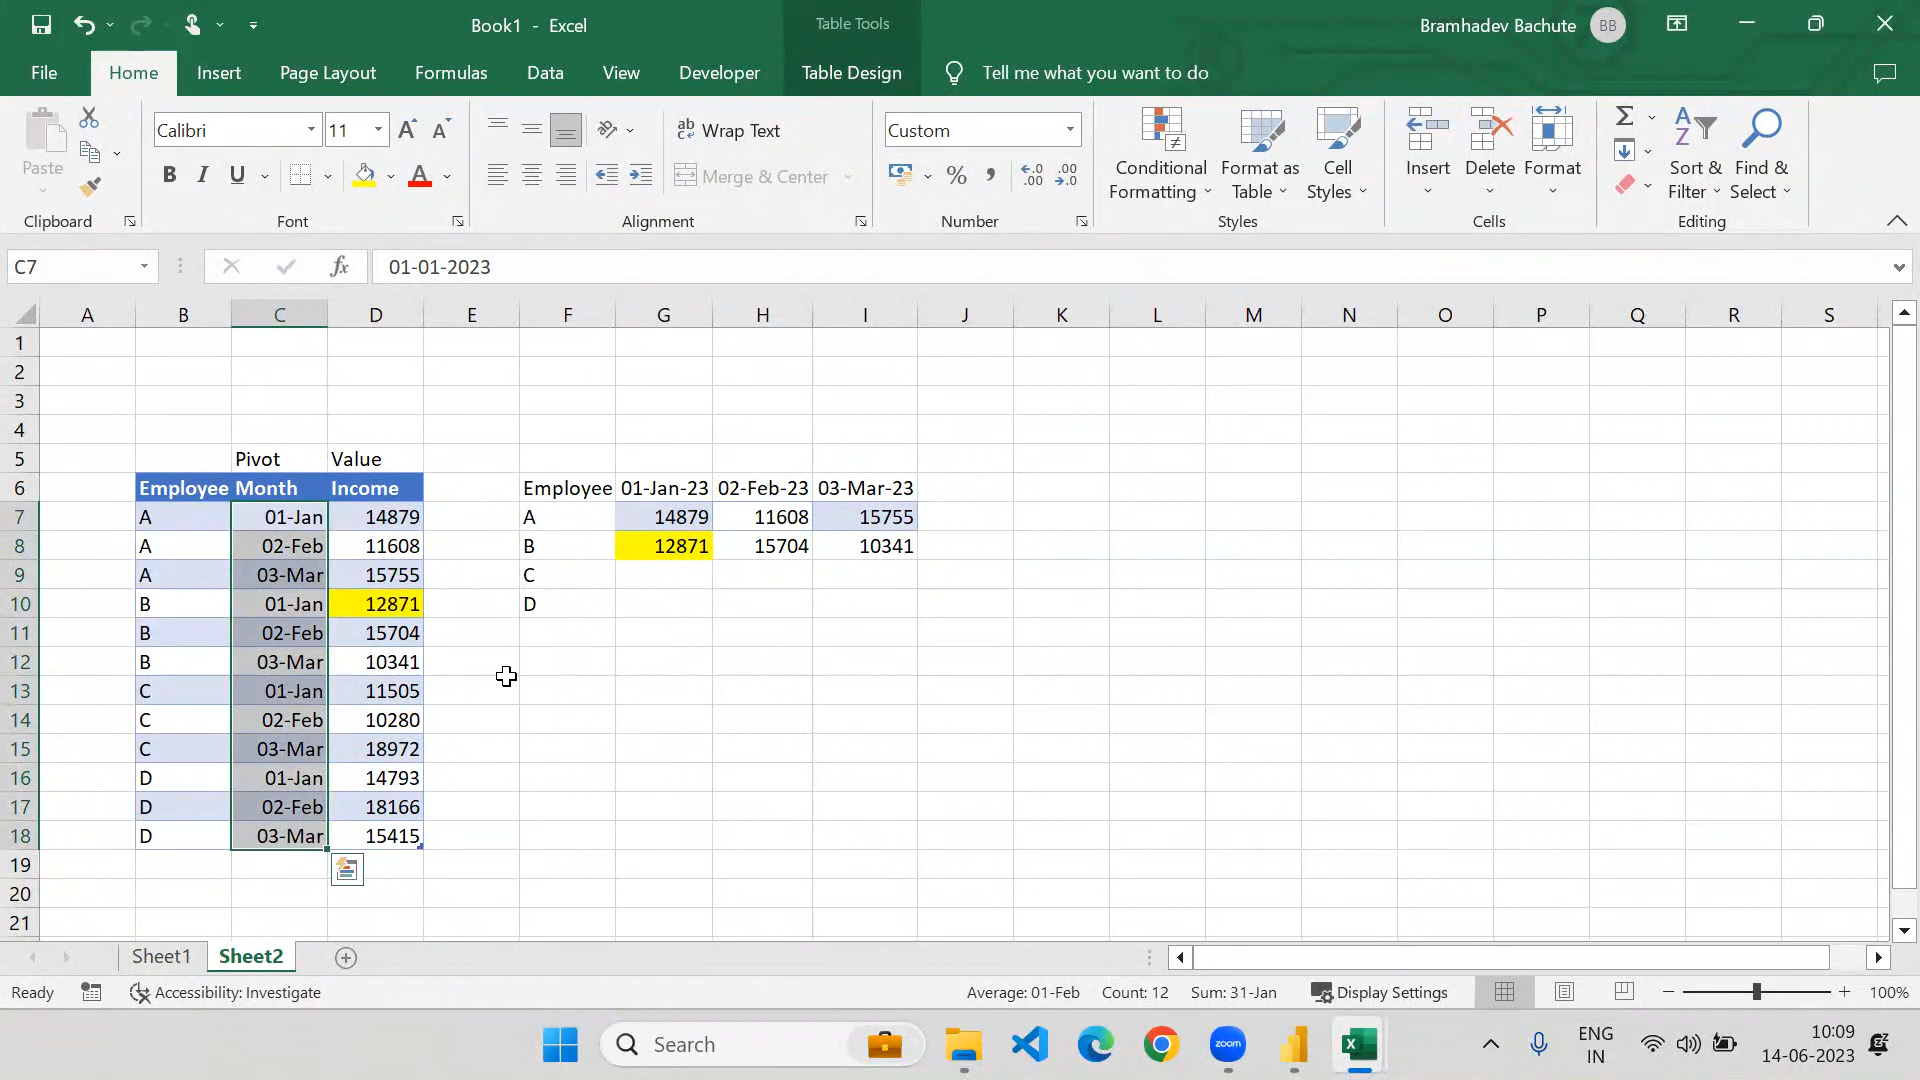 Book1 - Excel
Table Tools
Bramhadev Bachute
BB
File
Home
Insert
Page Layout
Formulas
Data
View
Developer
Table Design
Tell me what you want to do
Paste
Clipboard
Calibri
11
B I U
Font
Wrap Text
Merge & Center
Alignment
Custom
Number
Conditional Formatting
Format as Table
Cell Styles
Styles
Insert
Delete
Format
Cells
Sort & Filter
Find & Select
Editing
C7
fx
01-01-2023
A B C D E F G H I J K L M N O P Q R S
1
2
3
4
5 Pivot Value
6 Employee Month Income Employee 01-Jan-23 02-Feb-23 03-Mar-23
7 A 01-Jan 14879 A 14879 11608 15755
8 A 02-Feb 11608 B 12871 15704 10341
9 A 03-Mar 15755 C
10 B 01-Jan 12871 D
11 B 02-Feb 15704
12 B 03-Mar 10341
13 C 01-Jan 11505
14 C 02-Feb 10280
15 C 03-Mar 18972
16 D 01-Jan 14793
17 D 02-Feb 18166
18 D 03-Mar 15415
19
20
21
Sheet1
Sheet2
Ready
Accessibility: Investigate
Average: 01-Feb
Count: 12
Sum: 31-Jan
Display Settings
100%
Search
zoom
ENG
IN
10:09
14-06-2023